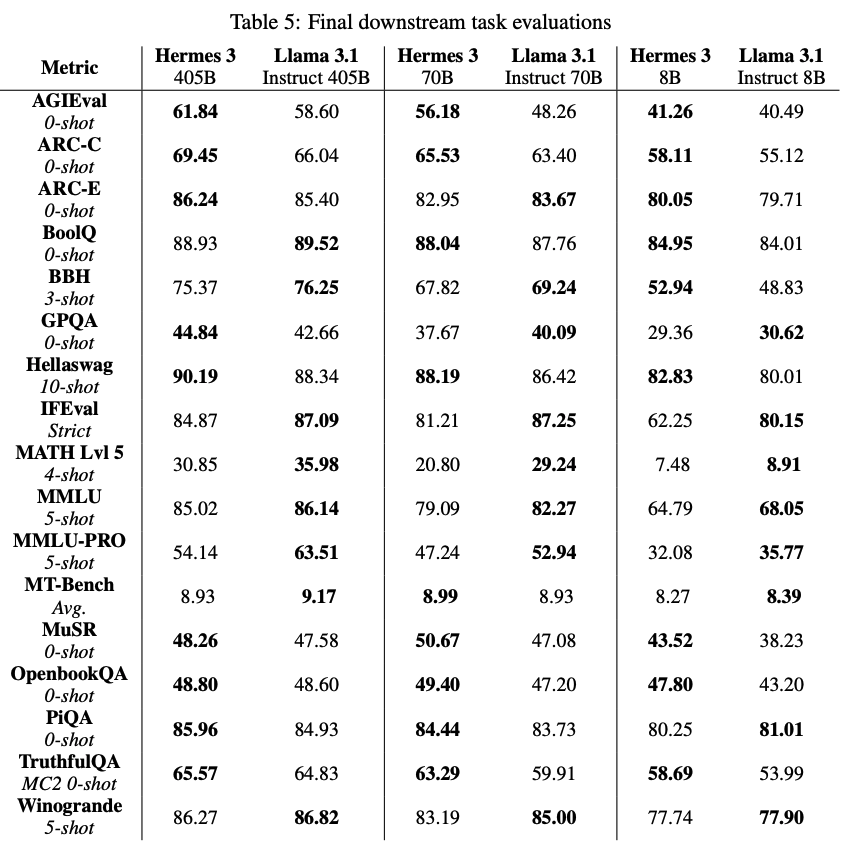 Table 5: Final downstream task evaluations
Metric Hermes 3 405B Llama 3.1 Instruct 405B Hermes 3 70B Llama 3.1 Instruct 70B Hermes 3 8B Llama 3.1 Instruct 8B
AGIEval 0-shot 61.84 58.60 56.18 48.26 41.26 40.49
ARC-C 0-shot 69.45 66.04 65.53 63.40 58.11 55.12
ARC-E 0-shot 86.24 85.40 82.95 83.67 80.05 79.71
BoolQ 0-shot 88.93 89.52 88.04 87.76 84.95 84.01
BBH 3-shot 75.37 76.25 67.82 69.24 52.94 48.83
GPQA 0-shot 44.84 42.66 37.67 40.09 29.36 30.62
Hellaswag 10-shot 90.19 88.34 88.19 86.42 82.83 80.01
IFEval Strict 84.87 87.09 81.21 87.25 62.25 80.15
MATH Lvl 5 4-shot 30.85 35.98 20.80 29.24 7.48 8.91
MMLU 5-shot 85.02 86.14 79.09 82.27 64.79 68.05
MMLU-PRO 5-shot 54.14 63.51 47.24 52.94 32.08 35.77
MT-Bench Avg. 8.93 9.17 8.99 8.93 8.27 8.39
MuSR 0-shot 48.26 47.58 50.67 47.08 43.52 38.23
OpenbookQA 0-shot 48.80 48.60 49.40 47.20 47.80 43.20
PiQA 0-shot 85.96 84.93 84.44 83.73 80.25 81.01
TruthfulQA MC2 0-shot 65.57 64.83 63.29 59.91 58.69 53.99
Winogrande 5-shot 86.27 86.82 83.19 85.00 77.74 77.90